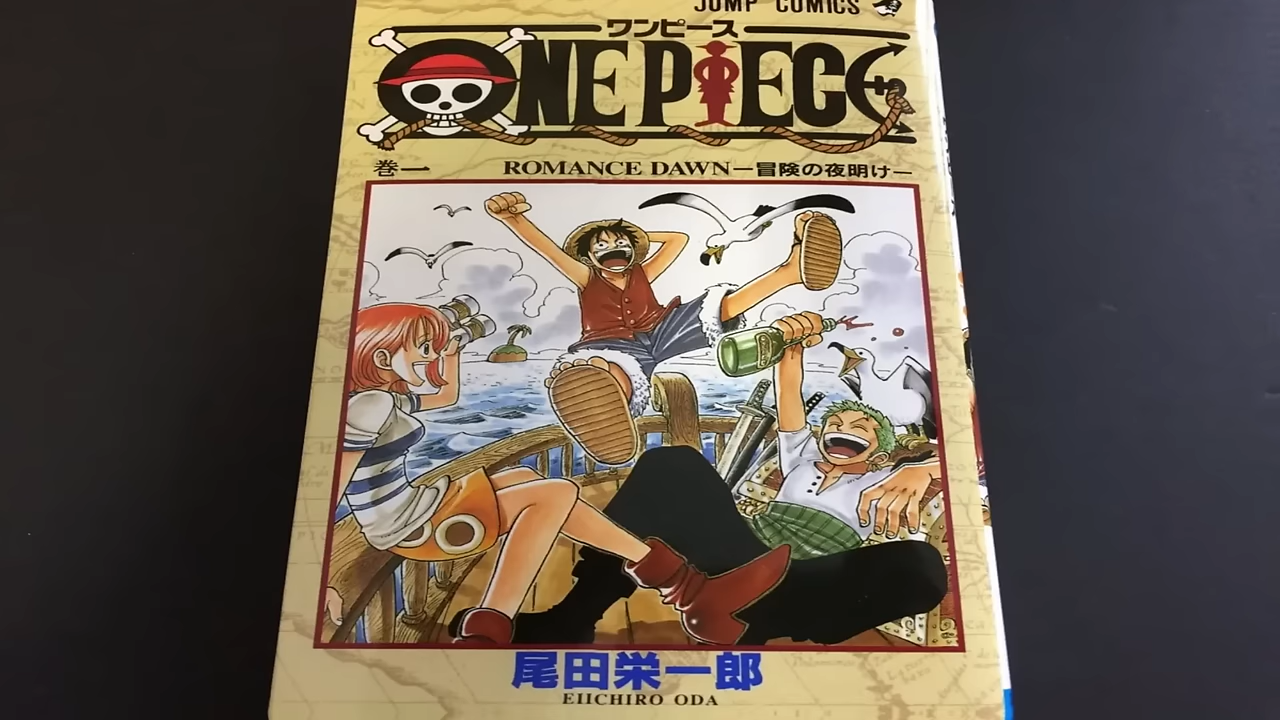 JUMP COMICS
ワンピース
ONE PIECE
巻一
ROMANCE DAWN—冒険の夜明け—
尾田栄一郎
EIICHIRO ODA